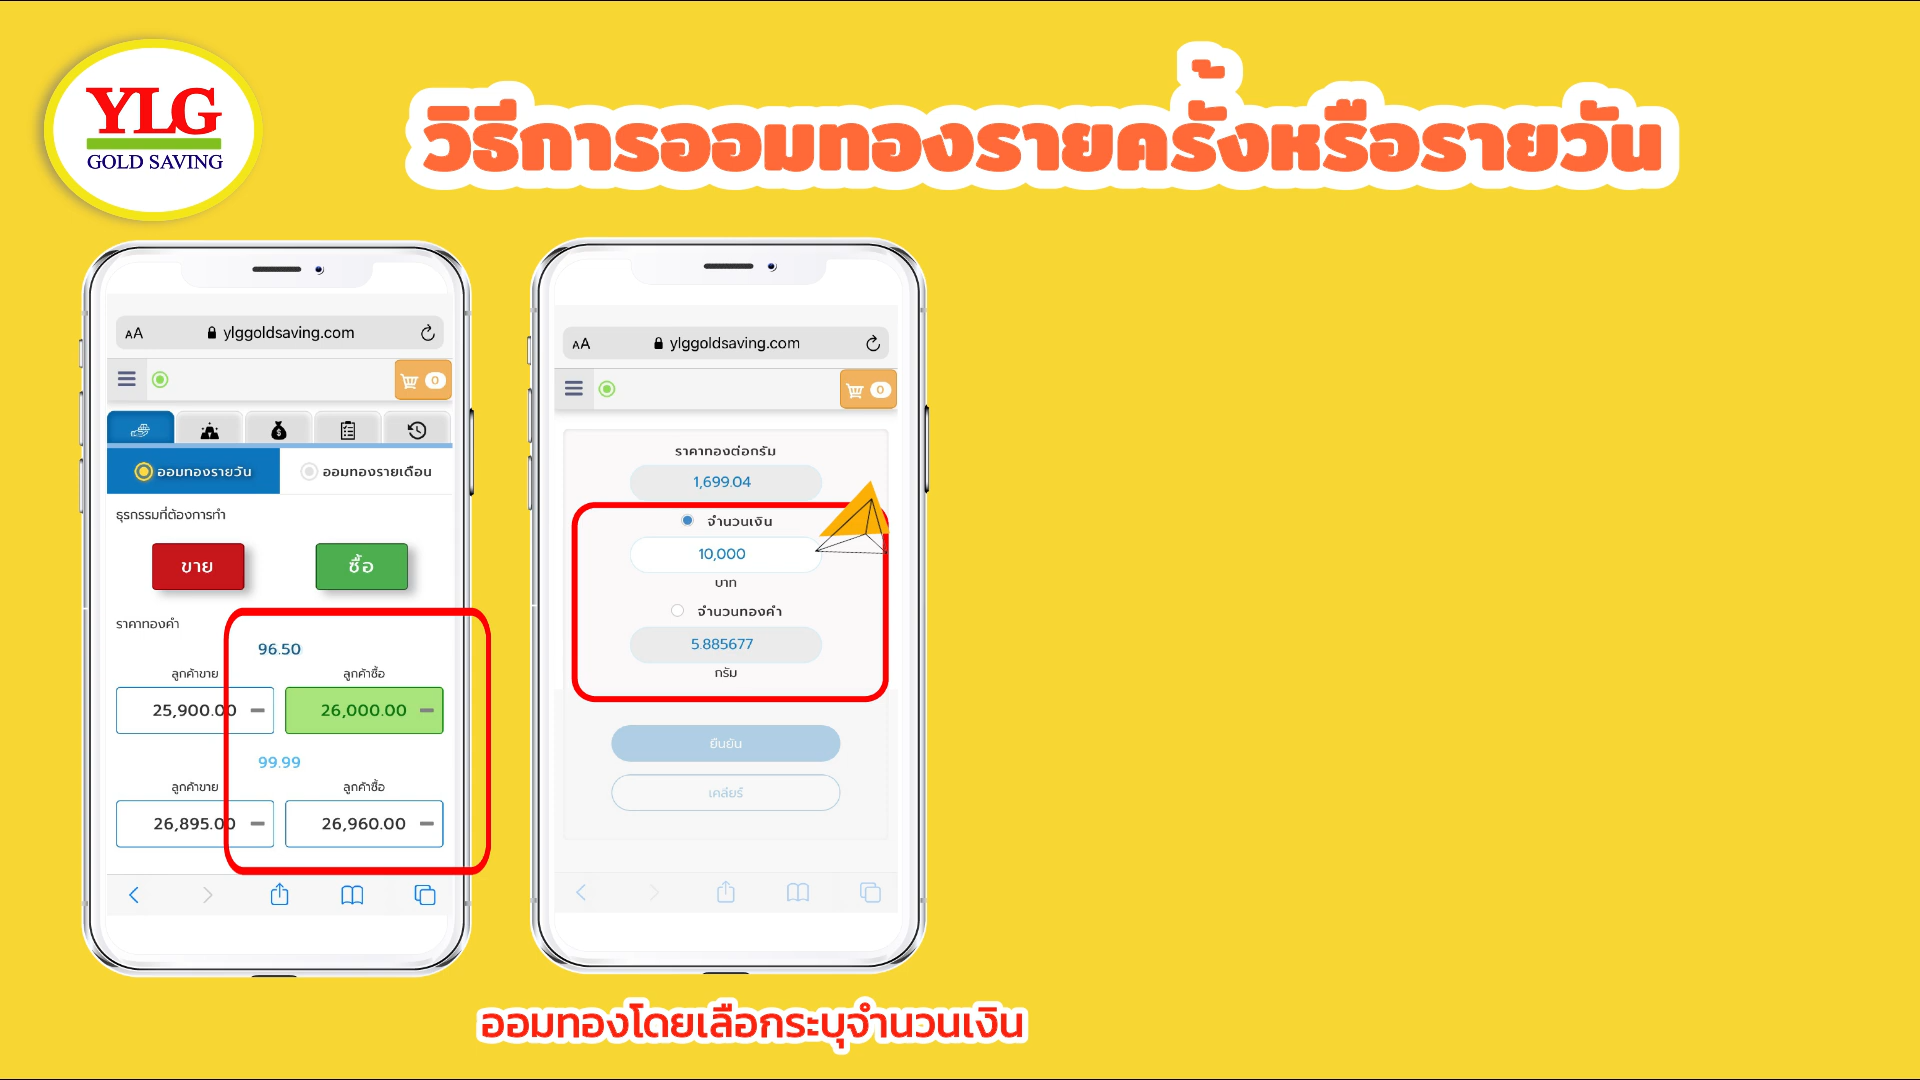 YLG
GOLD SAVING
วิธีการออมทองรายครั้งหรือรายวัน
AA
ylggoldsaving.com
0
ออมทองรายวัน
ออมทองรายเดือน
ธุรกรรมที่ต้องการทำ
ขาย
ซื้อ
ราคาทองคำ
96.50
ลูกค้าขาย
ลูกค้าซื้อ
25,900.00
26,000.00
99.99
ลูกค้าขาย
ลูกค้าซื้อ
26,895.00
26,960.00
AA
ylggoldsaving.com
0
ราคาทองต่อกรัม
1,699.04
จำนวนเงิน
10,000
บาท
จำนวนทองคำ
5.885677
กรัม
ยืนยัน
เคลียร์
ออมทองโดยเลือกระบุจำนวนเงิน